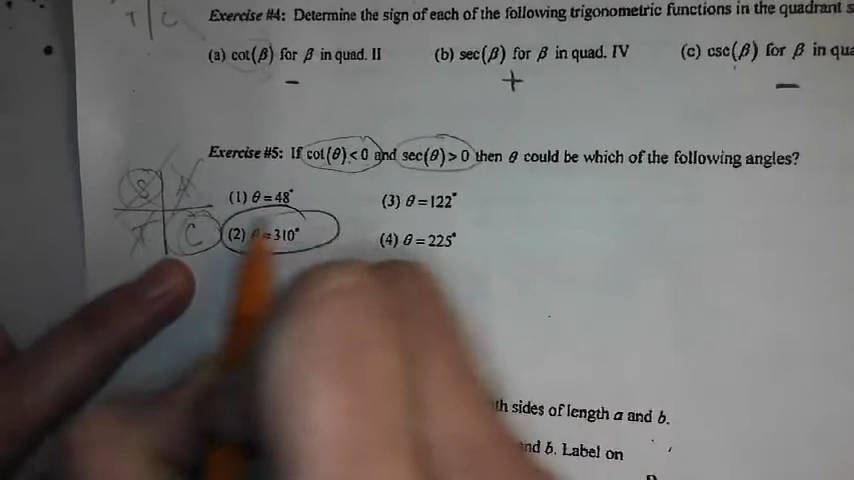 T | C
Exercise #4: Determine the sign of each of the following trigonometric functions in the quadrant
(a) cot(β) for β in quad. II (b) sec(β) for β in quad. IV (c) csc(β) for β in
− + −
Exercise #5: If cot(θ) < 0 and sec(θ) > 0 then θ could be which of the following angles?
S A
(1) θ = 48° (3) θ = 122°
T C
(2) θ = 310° (4) θ = 225°
sides of length a and b.
b. Label on